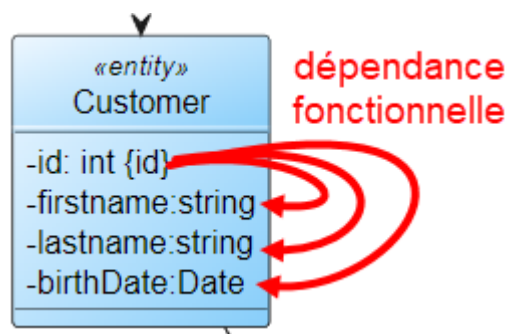 «entity»
Customer
dépendance
fonctionnelle
-id: int {id}
-firstname:string
-lastname:string
-birthDate:Date